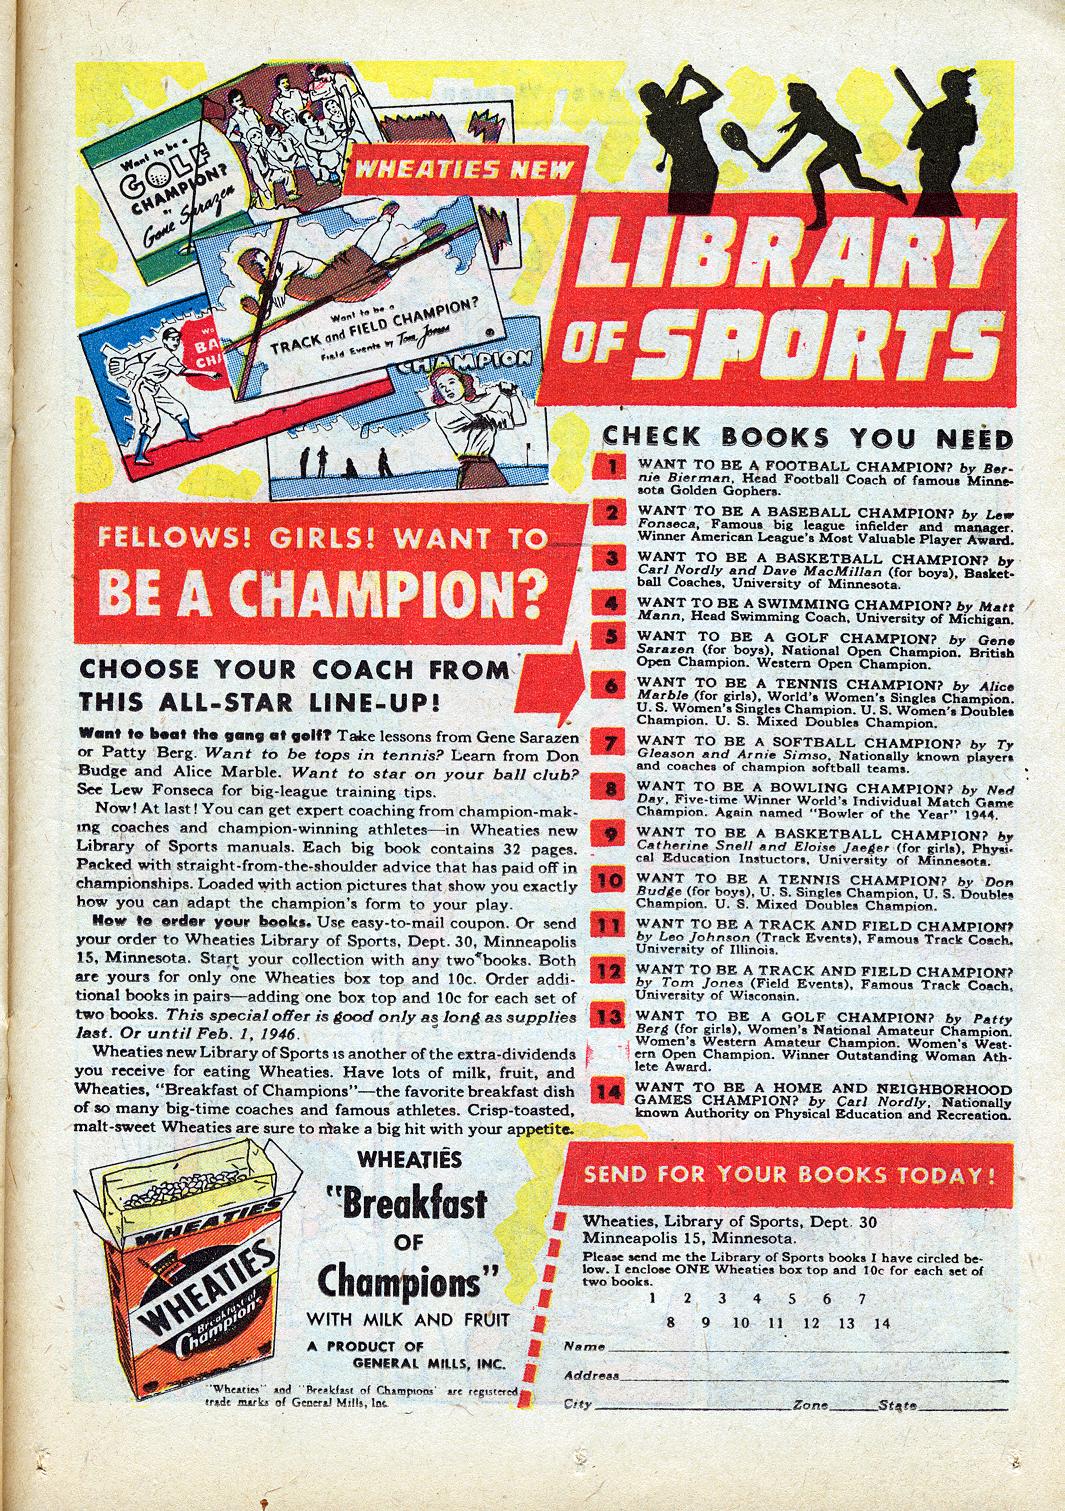 Want to be a
GOLF
CHAMPION?
by
Gene Sarazen
WHEATIES NEW
LIBRARY
OF SPORTS
Want to be a
TRACK and FIELD CHAMPION?
Field Events by Tom Jones
BA
CH
CHAMPION
FELLOWS! GIRLS! WANT TO
BE A CHAMPION?
CHOOSE YOUR COACH FROM
THIS ALL-STAR LINE-UP!
Want to beat the gang at golf? Take lessons from Gene Sarazen
or Patty Berg. Want to be tops in tennis? Learn from Don
Budge and Alice Marble. Want to star on your ball club?
See Lew Fonseca for big-league training tips.
Now! At last! You can get expert coaching from champion-mak-
ing coaches and champion-winning athletes—in Wheaties new
Library of Sports manuals. Each big book contains 32 pages.
Packed with straight-from-the-shoulder advice that has paid off in
championships. Loaded with action pictures that show you exactly
how you can adapt the champion's form to your play.
How to order your books. Use easy-to-mail coupon. Or send
your order to Wheaties Library of Sports, Dept. 30, Minneapolis
15, Minnesota. Start your collection with any two books. Both
are yours for only one Wheaties box top and 10c. Order addi-
tional books in pairs—adding one box top and 10c for each set of
two books. This special offer is good only as long as supplies
last. Or until Feb. 1, 1946.
Wheaties new Library of Sports is another of the extra-dividends
you receive for eating Wheaties. Have lots of milk, fruit, and
Wheaties, "Breakfast of Champions"—the favorite breakfast dish
of so many big-time coaches and famous athletes. Crisp-toasted,
malt-sweet Wheaties are sure to make a big hit with your appetite.
CHECK BOOKS YOU NEED
1 WANT TO BE A FOOTBALL CHAMPION? by Ber-
nie Bierman, Head Football Coach of famous Minne-
sota Golden Gophers.
2 WANT TO BE A BASEBALL CHAMPION? by Lew
Fonseca, Famous big league infielder and manager.
Winner American League's Most Valuable Player Award.
3 WANT TO BE A BASKETBALL CHAMPION? by
Carl Nordly and Dave MacMillan (for boys), Basket-
ball Coaches, University of Minnesota.
4 WANT TO BE A SWIMMING CHAMPION? by Matt
Mann, Head Swimming Coach, University of Michigan.
5 WANT TO BE A GOLF CHAMPION? by Gene
Sarazen (for boys), National Open Champion. British
Open Champion. Western Open Champion.
6 WANT TO BE A TENNIS CHAMPION? by Alice
Marble (for girls), World's Women's Singles Champion.
U. S. Women's Singles Champion. U. S. Women's Doubles
Champion. U. S. Mixed Doubles Champion.
7 WANT TO BE A SOFTBALL CHAMPION? by Ty
Gleason and Arnie Simso, Nationally known players
and coaches of champion softball teams.
8 WANT TO BE A BOWLING CHAMPION? by Ned
Day, Five-time Winner World's Individual Match Game
Champion. Again named "Bowler of the Year" 1944.
9 WANT TO BE A BASKETBALL CHAMPION? by
Catherine Snell and Eloise Jaeger (for girls), Physi-
cal Education Instuctors, University of Minnesota.
10 WANT TO BE A TENNIS CHAMPION? by Don
Budge (for boys), U. S. Singles Champion, U. S. Doubles
Champion. U. S. Mixed Doubles Champion.
11 WANT TO BE A TRACK AND FIELD CHAMPION?
by Leo Johnson (Track Events), Famous Track Coach,
University of Illinois.
12 WANT TO BE A TRACK AND FIELD CHAMPION?
by Tom Jones (Field Events), Famous Track Coach,
University of Wisconsin.
13 WANT TO BE A GOLF CHAMPION? by Patty
Berg (for girls), Women's National Amateur Champion.
Women's Western Amateur Champion. Women's West-
ern Open Champion. Winner Outstanding Woman Ath-
lete Award.
14 WANT TO BE A HOME AND NEIGHBORHOOD
GAMES CHAMPION? by Carl Nordly, Nationally
known Authority on Physical Education and Recreation.
WHEATIES
WHEATIES
Breakfast of
Champions
WHEATIES
"Breakfast
OF
Champions"
WITH MILK AND FRUIT
A PRODUCT OF
GENERAL MILLS, INC.
"Wheaties" and "Breakfast of Champions" are registered
trade marks of General Mills, Inc.
SEND FOR YOUR BOOKS TODAY!
Wheaties, Library of Sports, Dept. 30
Minneapolis 15, Minnesota.
Please send me the Library of Sports books I have circled be-
low. I enclose ONE Wheaties box top and 10c for each set of
two books.
1 2 3 4 5 6 7
8 9 10 11 12 13 14
Name
Address
City Zone State